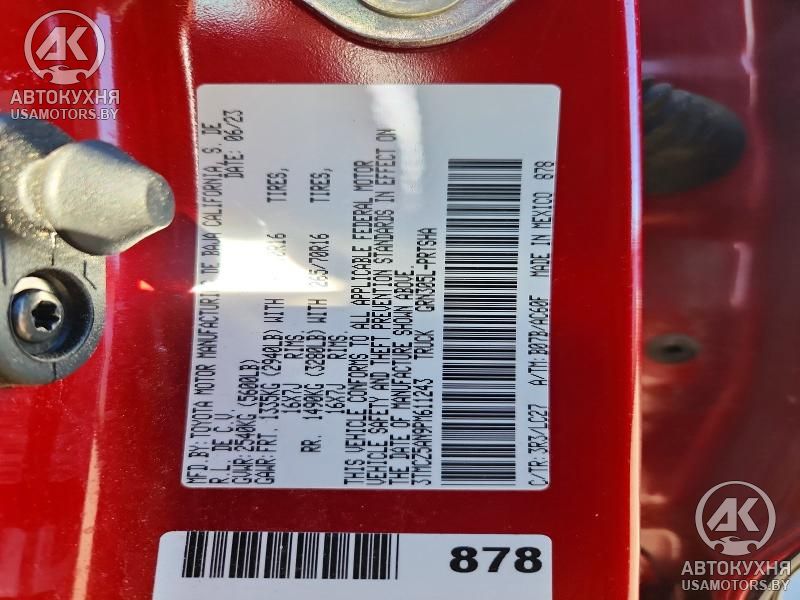 AK
АВТОКУХНЯ
USAMOTORS.BY
MFD.BY:TOYOTA MOTOR MANUFACTURING DE BAJA CALIFORNIA, S. DE
R.L. DE C.V. DATE: 06/23
GVWR: 2540KG (5600LB)
GAWR: FRT. 1335KG (2940LB) WITH TIRES,
16X7J RIMS.
RR. 1490KG (3280LB) WITH 265/70R16 TIRES,
16X7J RIMS.
THIS VEHICLE CONFORMS TO ALL APPLICABLE FEDERAL MOTOR
VEHICLE SAFETY AND THEFT PREVENTION STANDARDS IN EFFECT ON
THE DATE OF MANUFACTURE SHOWN ABOVE.
3TMCZ5AN9PM611243 TRUCK GRN305L-PRTSHA
C/TR: 3R3/LC27 A/TM: B07B/AC60F MADE IN MEXICO 878
878
AK
АВТОКУХНЯ
USAMOTORS.BY